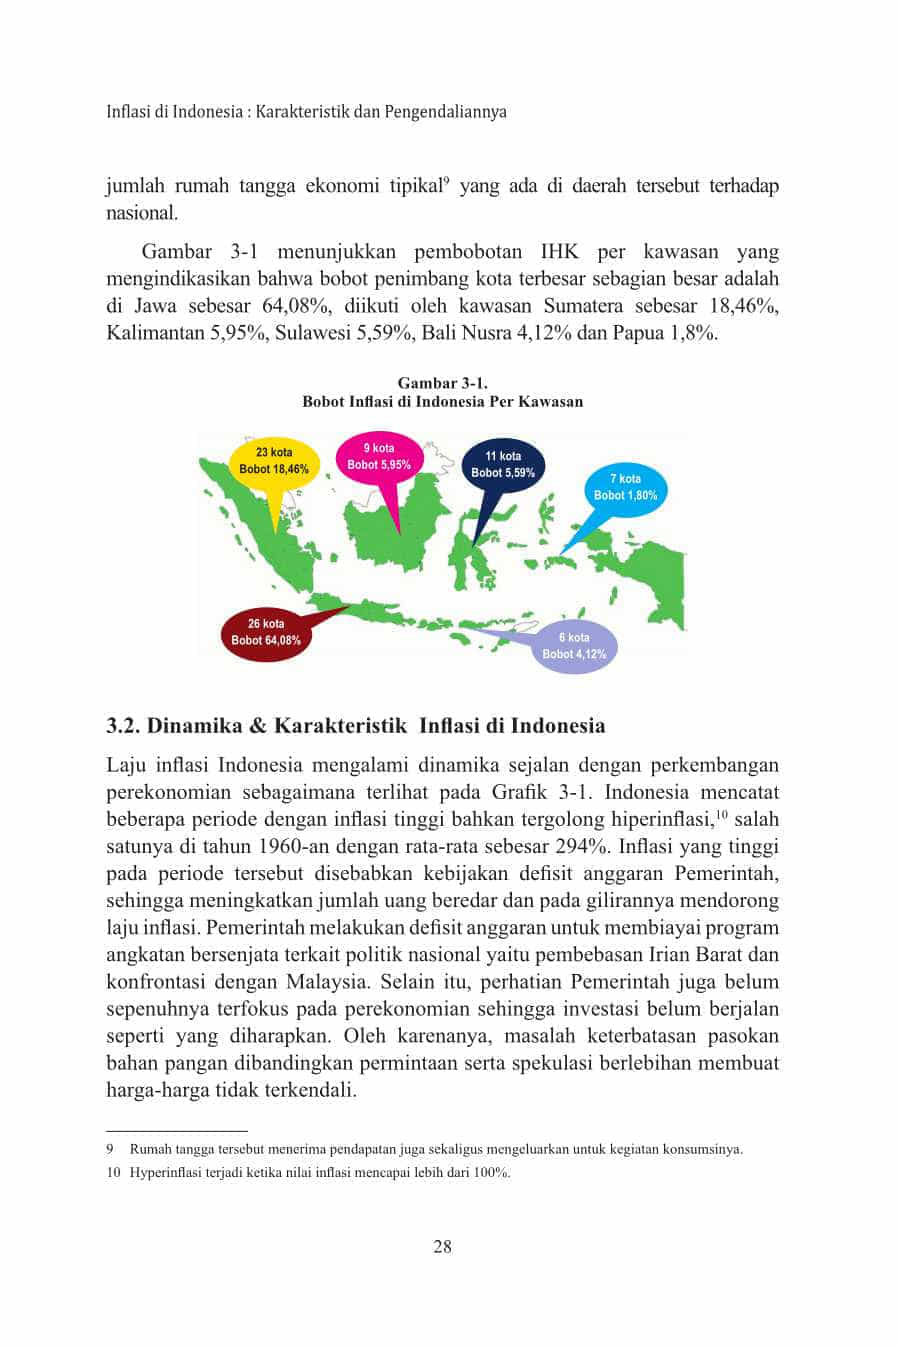 Inflasi di Indonesia : Karakteristik dan Pengendaliannya
jumlah rumah tangga ekonomi tipikal⁹ yang ada di daerah tersebut terhadap
nasional.
Gambar 3-1 menunjukkan pembobotan IHK per kawasan yang
mengindikasikan bahwa bobot penimbang kota terbesar sebagian besar adalah
di Jawa sebesar 64,08%, diikuti oleh kawasan Sumatera sebesar 18,46%,
Kalimantan 5,95%, Sulawesi 5,59%, Bali Nusra 4,12% dan Papua 1,8%.
Gambar 3-1.
Bobot Inflasi di Indonesia Per Kawasan
23 kota
Bobot 18,46%
9 kota
Bobot 5,95%
11 kota
Bobot 5,59%
7 kota
Bobot 1,80%
26 kota
Bobot 64,08%
6 kota
Bobot 4,12%
3.2. Dinamika & Karakteristik Inflasi di Indonesia
Laju inflasi Indonesia mengalami dinamika sejalan dengan perkembangan
perekonomian sebagaimana terlihat pada Grafik 3-1. Indonesia mencatat
beberapa periode dengan inflasi tinggi bahkan tergolong hiperinflasi,¹⁰ salah
satunya di tahun 1960-an dengan rata-rata sebesar 294%. Inflasi yang tinggi
pada periode tersebut disebabkan kebijakan defisit anggaran Pemerintah,
sehingga meningkatkan jumlah uang beredar dan pada gilirannya mendorong
laju inflasi. Pemerintah melakukan defisit anggaran untuk membiayai program
angkatan bersenjata terkait politik nasional yaitu pembebasan Irian Barat dan
konfrontasi dengan Malaysia. Selain itu, perhatian Pemerintah juga belum
sepenuhnya terfokus pada perekonomian sehingga investasi belum berjalan
seperti yang diharapkan. Oleh karenanya, masalah keterbatasan pasokan
bahan pangan dibandingkan permintaan serta spekulasi berlebihan membuat
harga-harga tidak terkendali.
9 Rumah tangga tersebut menerima pendapatan juga sekaligus mengeluarkan untuk kegiatan konsumsinya.
10 Hyperinflasi terjadi ketika nilai inflasi mencapai lebih dari 100%.
28